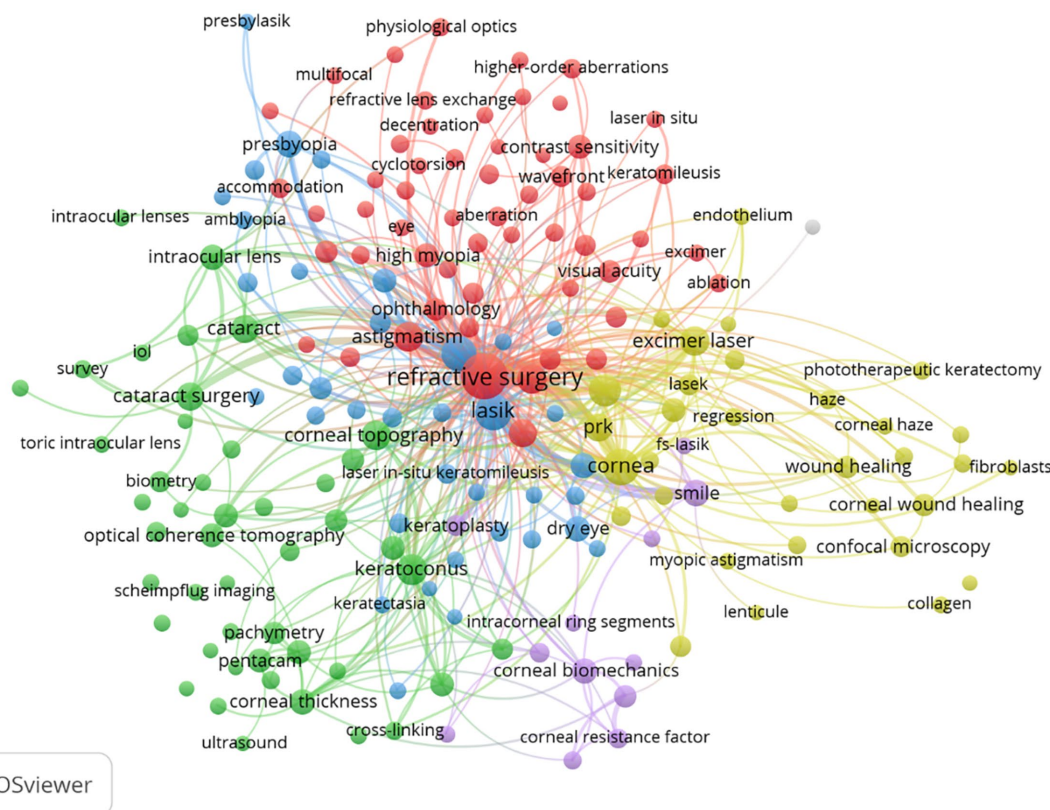 presbylasik
physiological optics
higher-order aberrations
multifocal
refractive lens exchange
decentration
laser in situ
presbyopia
contrast sensitivity
cyclotorsion
wavefront
keratomileusis
accommodation
intraocular lenses
amblyopia
aberration
endothelium
eye
intraocular lens
high myopia
excimer
visual acuity
ablation
ophthalmology
cataract
astigmatism
excimer laser
iol
survey
phototherapeutic keratectomy
refractive surgery
lasek
cataract surgery
haze
lasik
regression
corneal haze
prk
toric intraocular lens
corneal topography
fs-lasik
laser in-situ keratomileusis
cornea
wound healing
fibroblasts
biometry
smile
corneal wound healing
keratoplasty
dry eye
optical coherence tomography
confocal microscopy
myopic astigmatism
keratoconus
scheimpflug imaging
keratectasia
collagen
lenticule
intracorneal ring segments
pachymetry
pentacam
corneal biomechanics
corneal thickness
cross-linking
corneal resistance factor
ultrasound
OSviewer